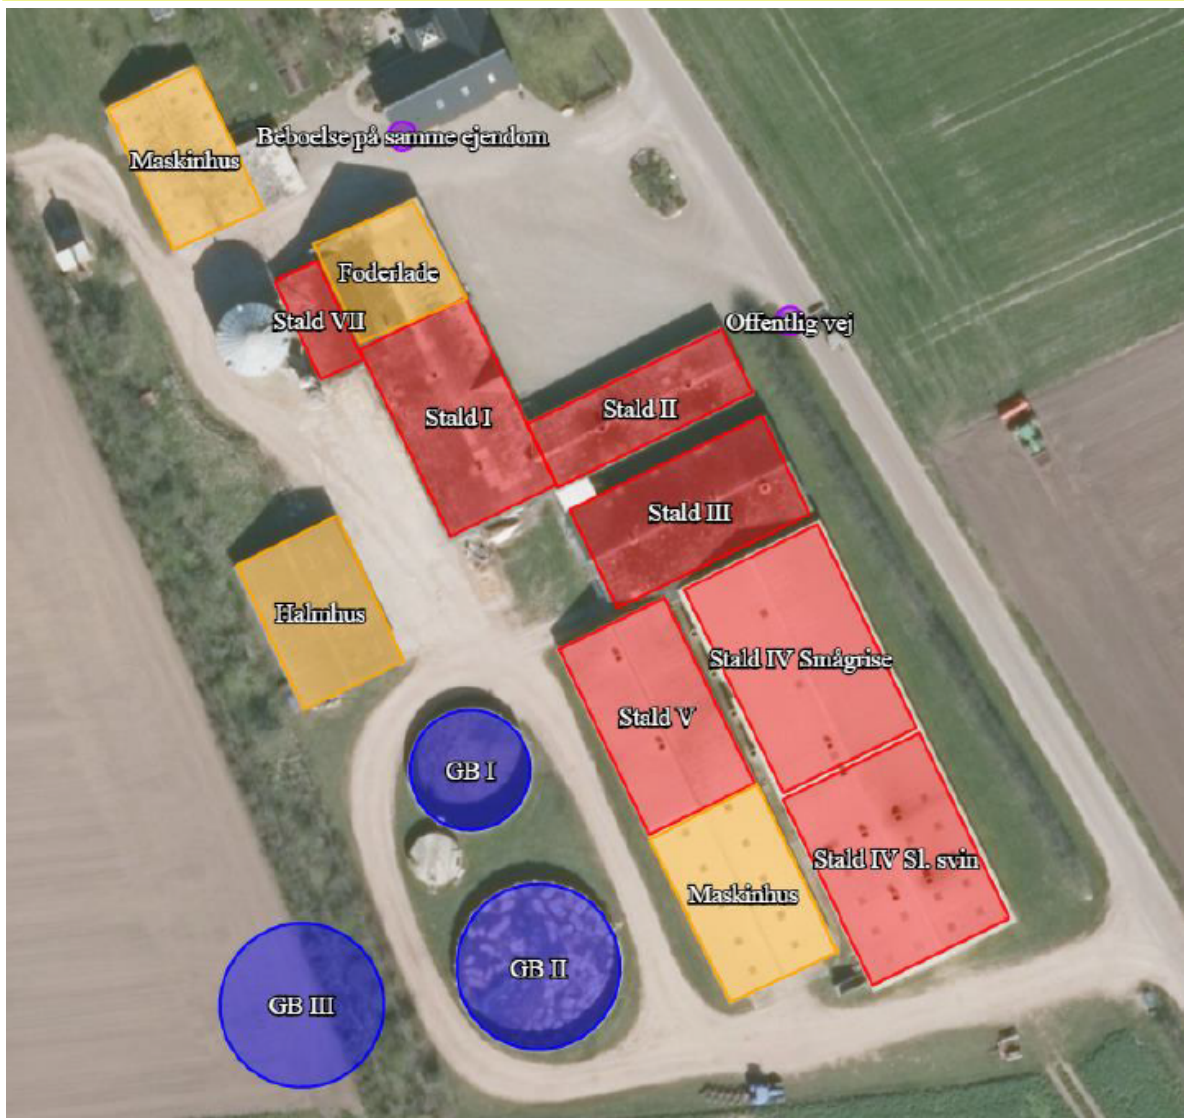 Beboelse på samme ejendom
Maskinhus
Foderlade
Stald VII
Offentlig vej
Stald I
Stald II
Stald III
Halmhus
Stald IV Smågrise
Stald V
GB I
Stald IV Sl. svin
Maskinhus
GB II
GB III